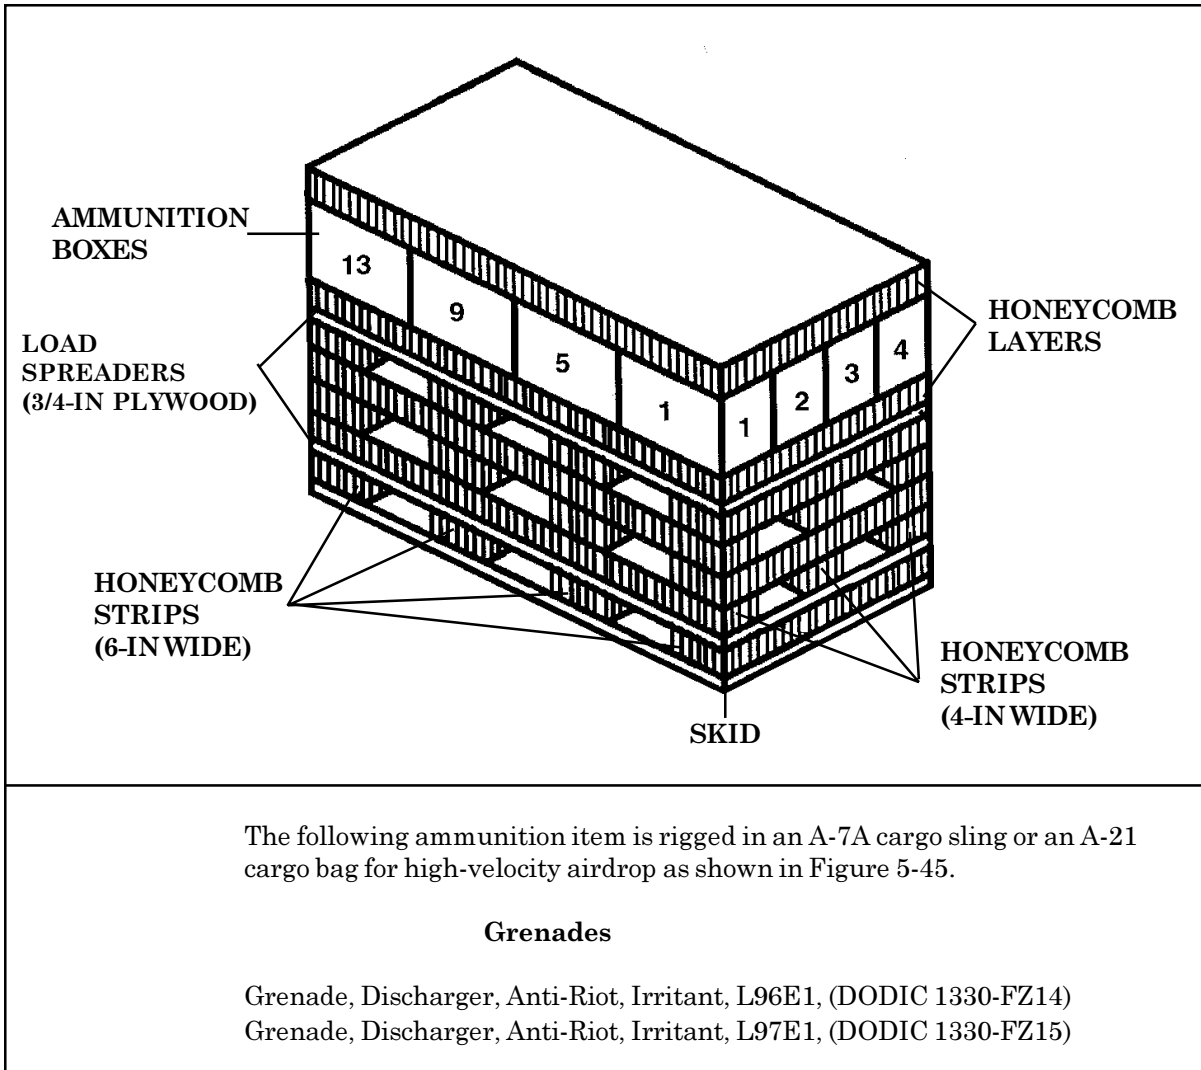 AMMUNITION
BOXES
13
9
5
1
1
2
3
4
HONEYCOMB
LAYERS
LOAD
SPREADERS
(3/4-IN PLYWOOD)
HONEYCOMB
STRIPS
(6-IN WIDE)
HONEYCOMB
STRIPS
(4-IN WIDE)
SKID
The following ammunition item is rigged in an A-7A cargo sling or an A-21
cargo bag for high-velocity airdrop as shown in Figure 5-45.
Grenades
Grenade, Discharger, Anti-Riot, Irritant, L96E1, (DODIC 1330-FZ14)
Grenade, Discharger, Anti-Riot, Irritant, L97E1, (DODIC 1330-FZ15)